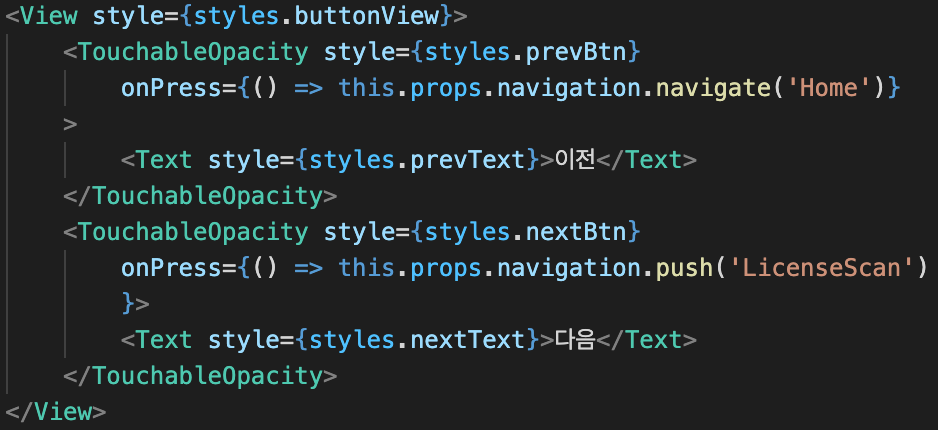 <View style={styles.buttonView}>
    <TouchableOpacity style={styles.prevBtn}
        onPress={() => this.props.navigation.navigate('Home')}
    >
        <Text style={styles.prevText}>이전</Text>
    </TouchableOpacity>
    <TouchableOpacity style={styles.nextBtn}
        onPress={() => this.props.navigation.push('LicenseScan')
        }>
        <Text style={styles.nextText}>다음</Text>
    </TouchableOpacity>
</View>